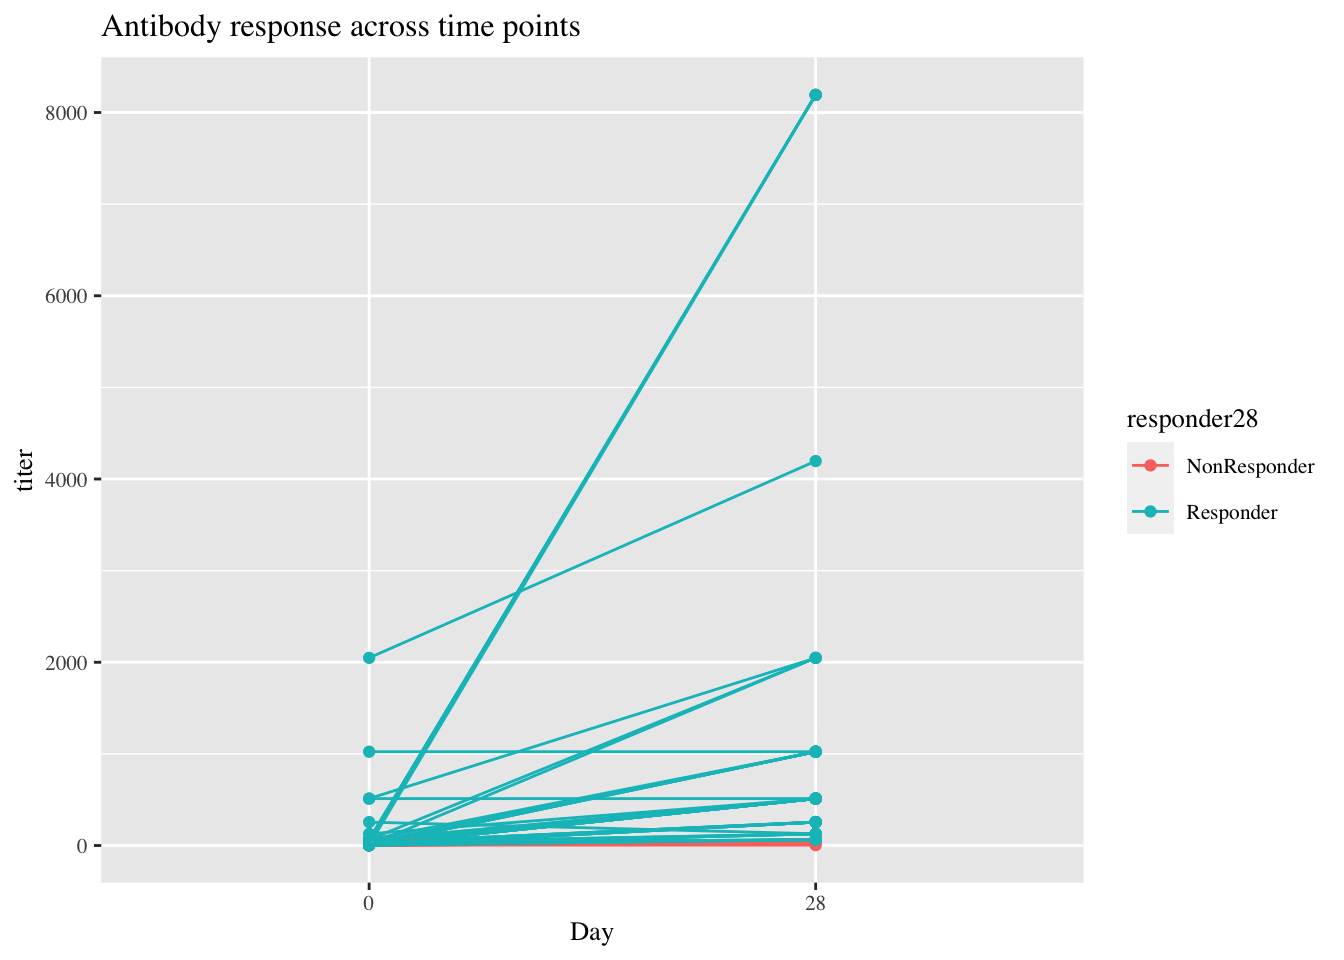 Antibody response across time points
8000
6000
4000
2000
0
titer
0 28
Day
responder28
NonResponder
Responder